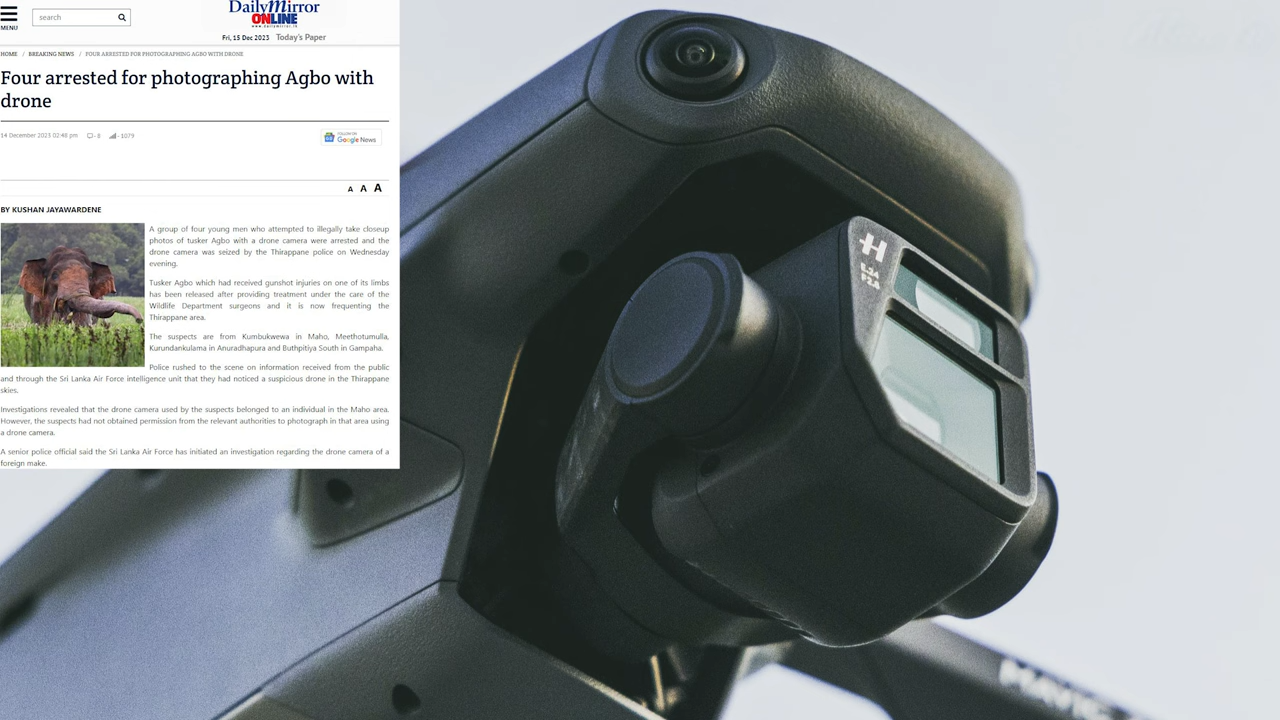 MENU
search
DailyMirror
ONLINE
www.dailymirror.lk
Fri, 15 Dec 2023 Today's Paper
HOME / BREAKING NEWS / FOUR ARRESTED FOR PHOTOGRAPHING AGBO WITH DRONE
Four arrested for photographing Agbo with
drone
14 December 2023 02:48 pm - 8 - 1079
FOLLOW ON
Google News
A A A
BY KUSHAN JAYAWARDENE
A group of four young men who attempted to illegally take closeup
photos of tusker Agbo with a drone camera were arrested and the
drone camera was seized by the Thirappane police on Wednesday
evening.
Tusker Agbo which had received gunshot injuries on one of its limbs
has been released after providing treatment under the care of the
Wildlife Department surgeons and it is now frequenting the
Thirappane area.
The suspects are from Kumbukwewa in Maho, Meethotumulla,
Kurundankulama in Anuradhapura and Buthpitiya South in Gampaha.
Police rushed to the scene on information received from the public
and through the Sri Lanka Air Force intelligence unit that they had noticed a suspicious drone in the Thirappane
skies.
Investigations revealed that the drone camera used by the suspects belonged to an individual in the Maho area.
However, the suspects had not obtained permission from the relevant authorities to photograph in that area using
a drone camera.
A senior police official said the Sri Lanka Air Force has initiated an investigation regarding the drone camera of a
foreign make.
H
MAVIC